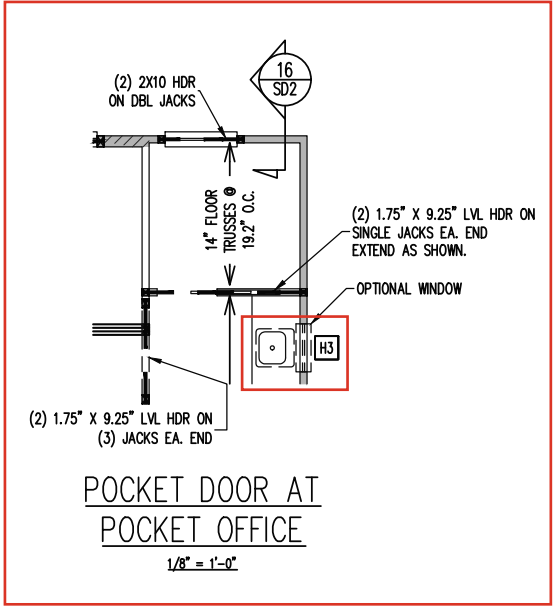 (2) 2X10 HDR
ON DBL JACKS
16
SD2
14" FLOOR
TRUSSES @
19.2" O.C.
(2) 1.75" X 9.25" LVL HDR ON
SINGLE JACKS EA. END
EXTEND AS SHOWN.
OPTIONAL WINDOW
H3
(2) 1.75" X 9.25" LVL HDR ON
(3) JACKS EA. END
POCKET DOOR AT
POCKET OFFICE
1/8" = 1'-0"